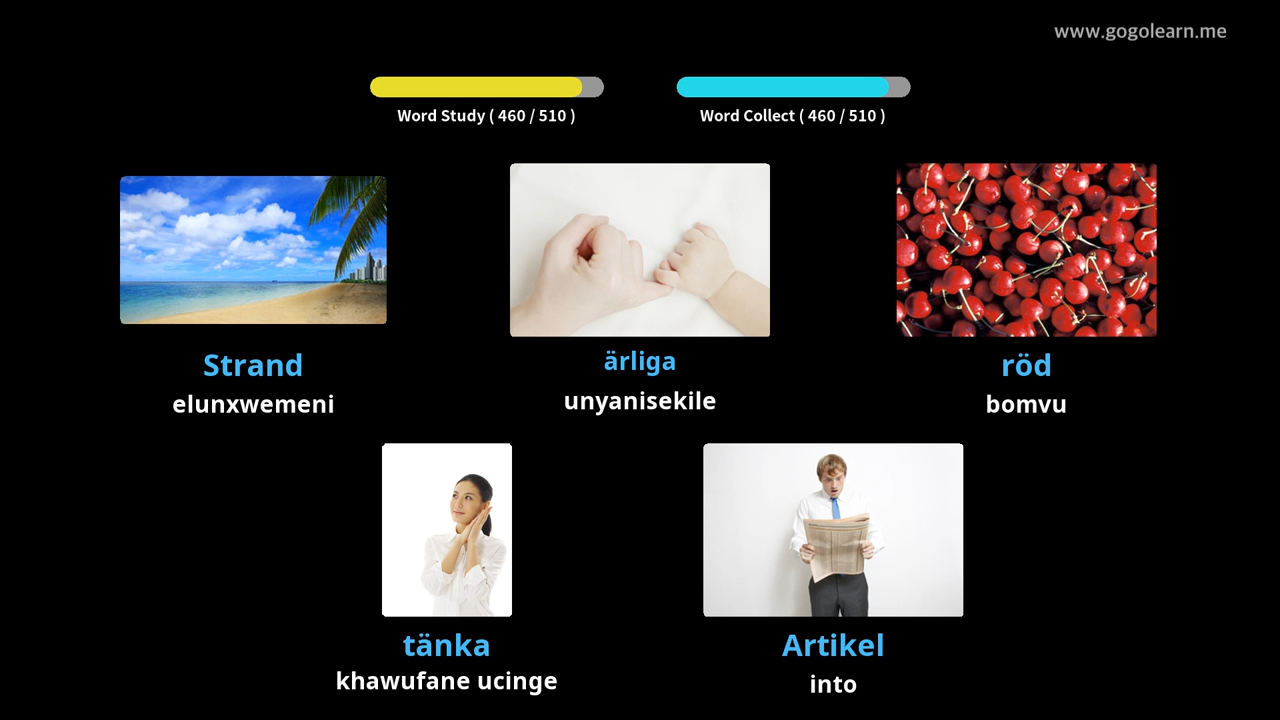 www.gogolearn.me
Word Study ( 460 / 510 )
Word Collect ( 460 / 510 )
Strand
elunxwemeni
ärliga
unyanisekile
röd
bomvu
tänka
khawufane ucinge
Artikel
into